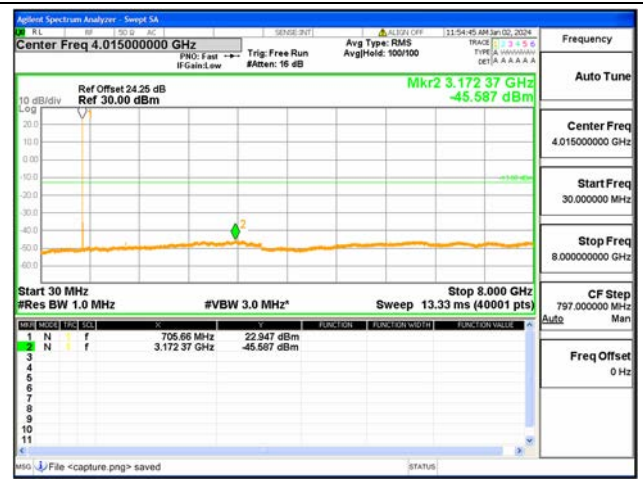 Agilent Spectrum Analyzer - Swept SA
RL RF 50 Ω AC SENSE:INT ALIGN OFF 11:54:45 AM Jan 02, 2024
Center Freq 4.015000000 GHz
PNO: Fast
IFGain:Low
Trig: Free Run
#Atten: 16 dB
Avg Type: RMS
Avg|Hold: 100/100
TRACE 1 2 3 4 5 6
TYPE A WWWWW
DET A A A A A A
Frequency
Auto Tune
Mkr2 3.172 37 GHz
-45.587 dBm
Ref Offset 24.25 dB
10 dB/div Ref 30.00 dBm
Log
20.0
10.0
0.00
-10.0
-20.0
-30.0
-40.0
-50.0
-60.0
1
2
Center Freq
4.015000000 GHz
Start Freq
30.000000 MHz
Stop Freq
8.000000000 GHz
CF Step
797.000000 MHz
Auto Man
Freq Offset
0 Hz
Start 30 MHz Stop 8.000 GHz
#Res BW 1.0 MHz #VBW 3.0 MHz* Sweep 13.33 ms (40001 pts)
MKR MODE TRC SCL X Y FUNCTION FUNCTION WIDTH FUNCTION VALUE
1 N 1 f 705.66 MHz 22.947 dBm
2 N 1 f 3.172 37 GHz -45.587 dBm
3
4
5
6
7
8
9
10
11
MSG File <capture.png> saved STATUS